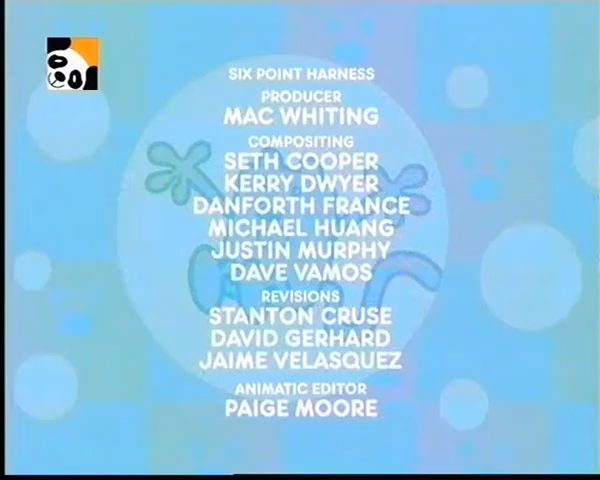 SIX POINT HARNESS
PRODUCER
MAC WHITING
COMPOSITING
SETH COOPER
KERRY DWYER
DANFORTH FRANCE
MICHAEL HUANG
JUSTIN MURPHY
DAVE VAMOS
REVISIONS
STANTON CRUSE
DAVID GERHARD
JAIME VELASQUEZ
ANIMATIC EDITOR
PAIGE MOORE